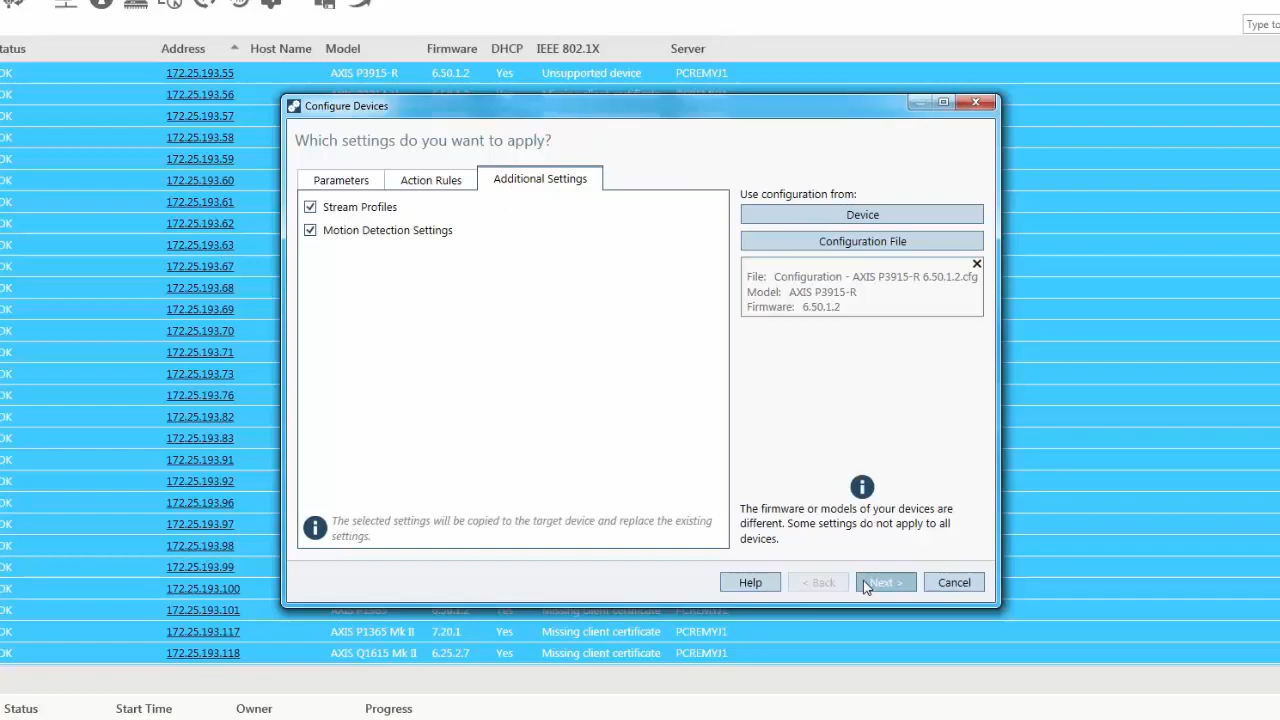 Type to
tatus Address Host Name Model Firmware DHCP IEEE 802.1X Server
OK 172.25.193.55 AXIS P3915-R 6.50.1.2 Yes Unsupported device PCREMYJ1
OK 172.25.193.56
OK 172.25.193.57
OK 172.25.193.58
OK 172.25.193.59
OK 172.25.193.60
OK 172.25.193.61
OK 172.25.193.62
OK 172.25.193.63
OK 172.25.193.67
OK 172.25.193.68
OK 172.25.193.69
OK 172.25.193.70
OK 172.25.193.71
OK 172.25.193.73
OK 172.25.193.76
OK 172.25.193.82
OK 172.25.193.83
OK 172.25.193.91
OK 172.25.193.92
OK 172.25.193.96
OK 172.25.193.97
OK 172.25.193.98
OK 172.25.193.99
OK 172.25.193.100
OK 172.25.193.101
OK 172.25.193.117 AXIS P1365 Mk II 7.20.1 Yes Missing client certificate PCREMYJ1
OK 172.25.193.118 AXIS Q1615 Mk II 6.25.2.7 Yes Missing client certificate PCREMYJ1
Configure Devices
Which settings do you want to apply?
Parameters Action Rules Additional Settings
Stream Profiles
Motion Detection Settings
The selected settings will be copied to the target device and replace the existing
settings.
Use configuration from:
Device
Configuration File
File: Configuration - AXIS P3915-R 6.50.1.2.cfg
Model: AXIS P3915-R
Firmware: 6.50.1.2
The firmware or models of your devices are
different. Some settings do not apply to all
devices.
Help < Back Next > Cancel
Status Start Time Owner Progress